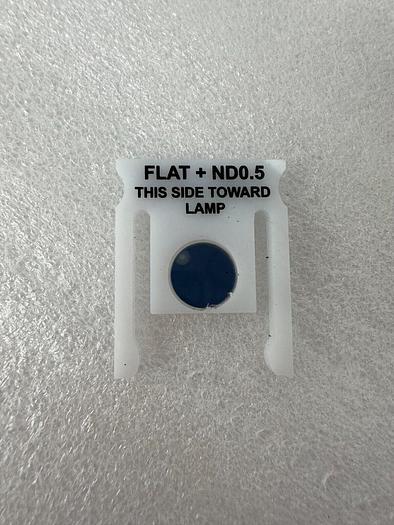 FLAT + ND0.5
THIS SIDE TOWARD
LAMP